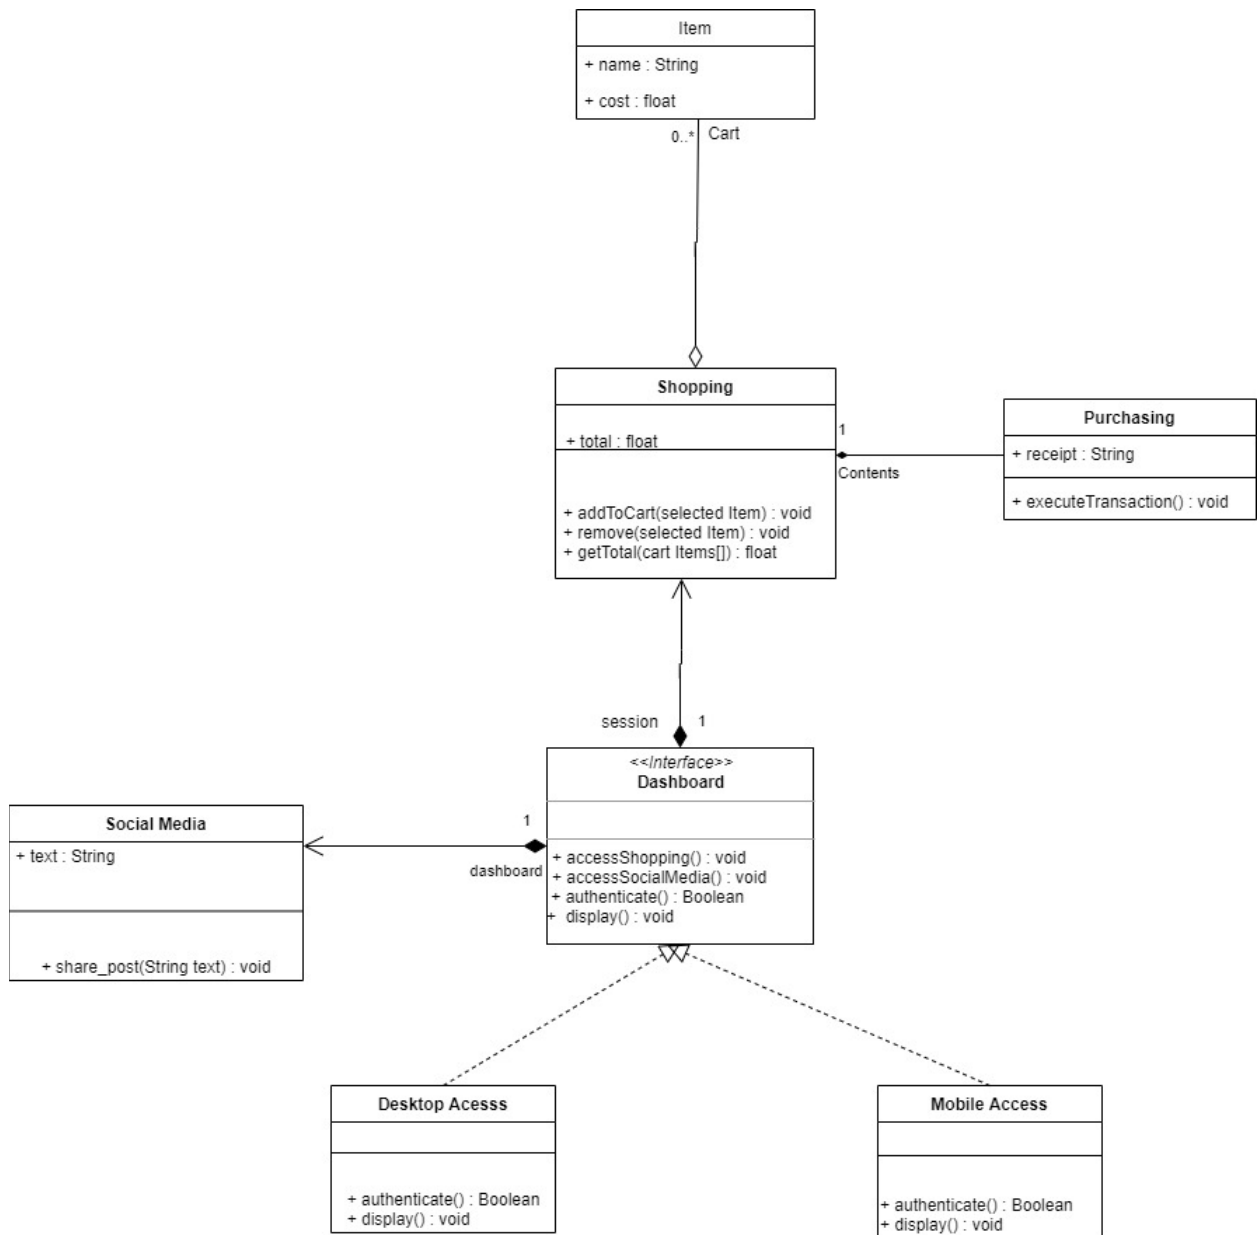 Item
+ name : String
+ cost : float
0..* Cart
Shopping
+ total : float
+ addToCart(selected Item) : void
+ remove(selected Item) : void
+ getTotal(cart Items[]) : float
1
Contents
Purchasing
+ receipt : String
+ executeTransaction() : void
session 1
<<Interface>>
Dashboard
+ accessShopping() : void
+ accessSocialMedia() : void
+ authenticate() : Boolean
+ display() : void
1
dashboard
Social Media
+ text : String
+ share_post(String text) : void
Desktop Acesss
+ authenticate() : Boolean
+ display() : void
Mobile Access
+ authenticate() : Boolean
+ display() : void